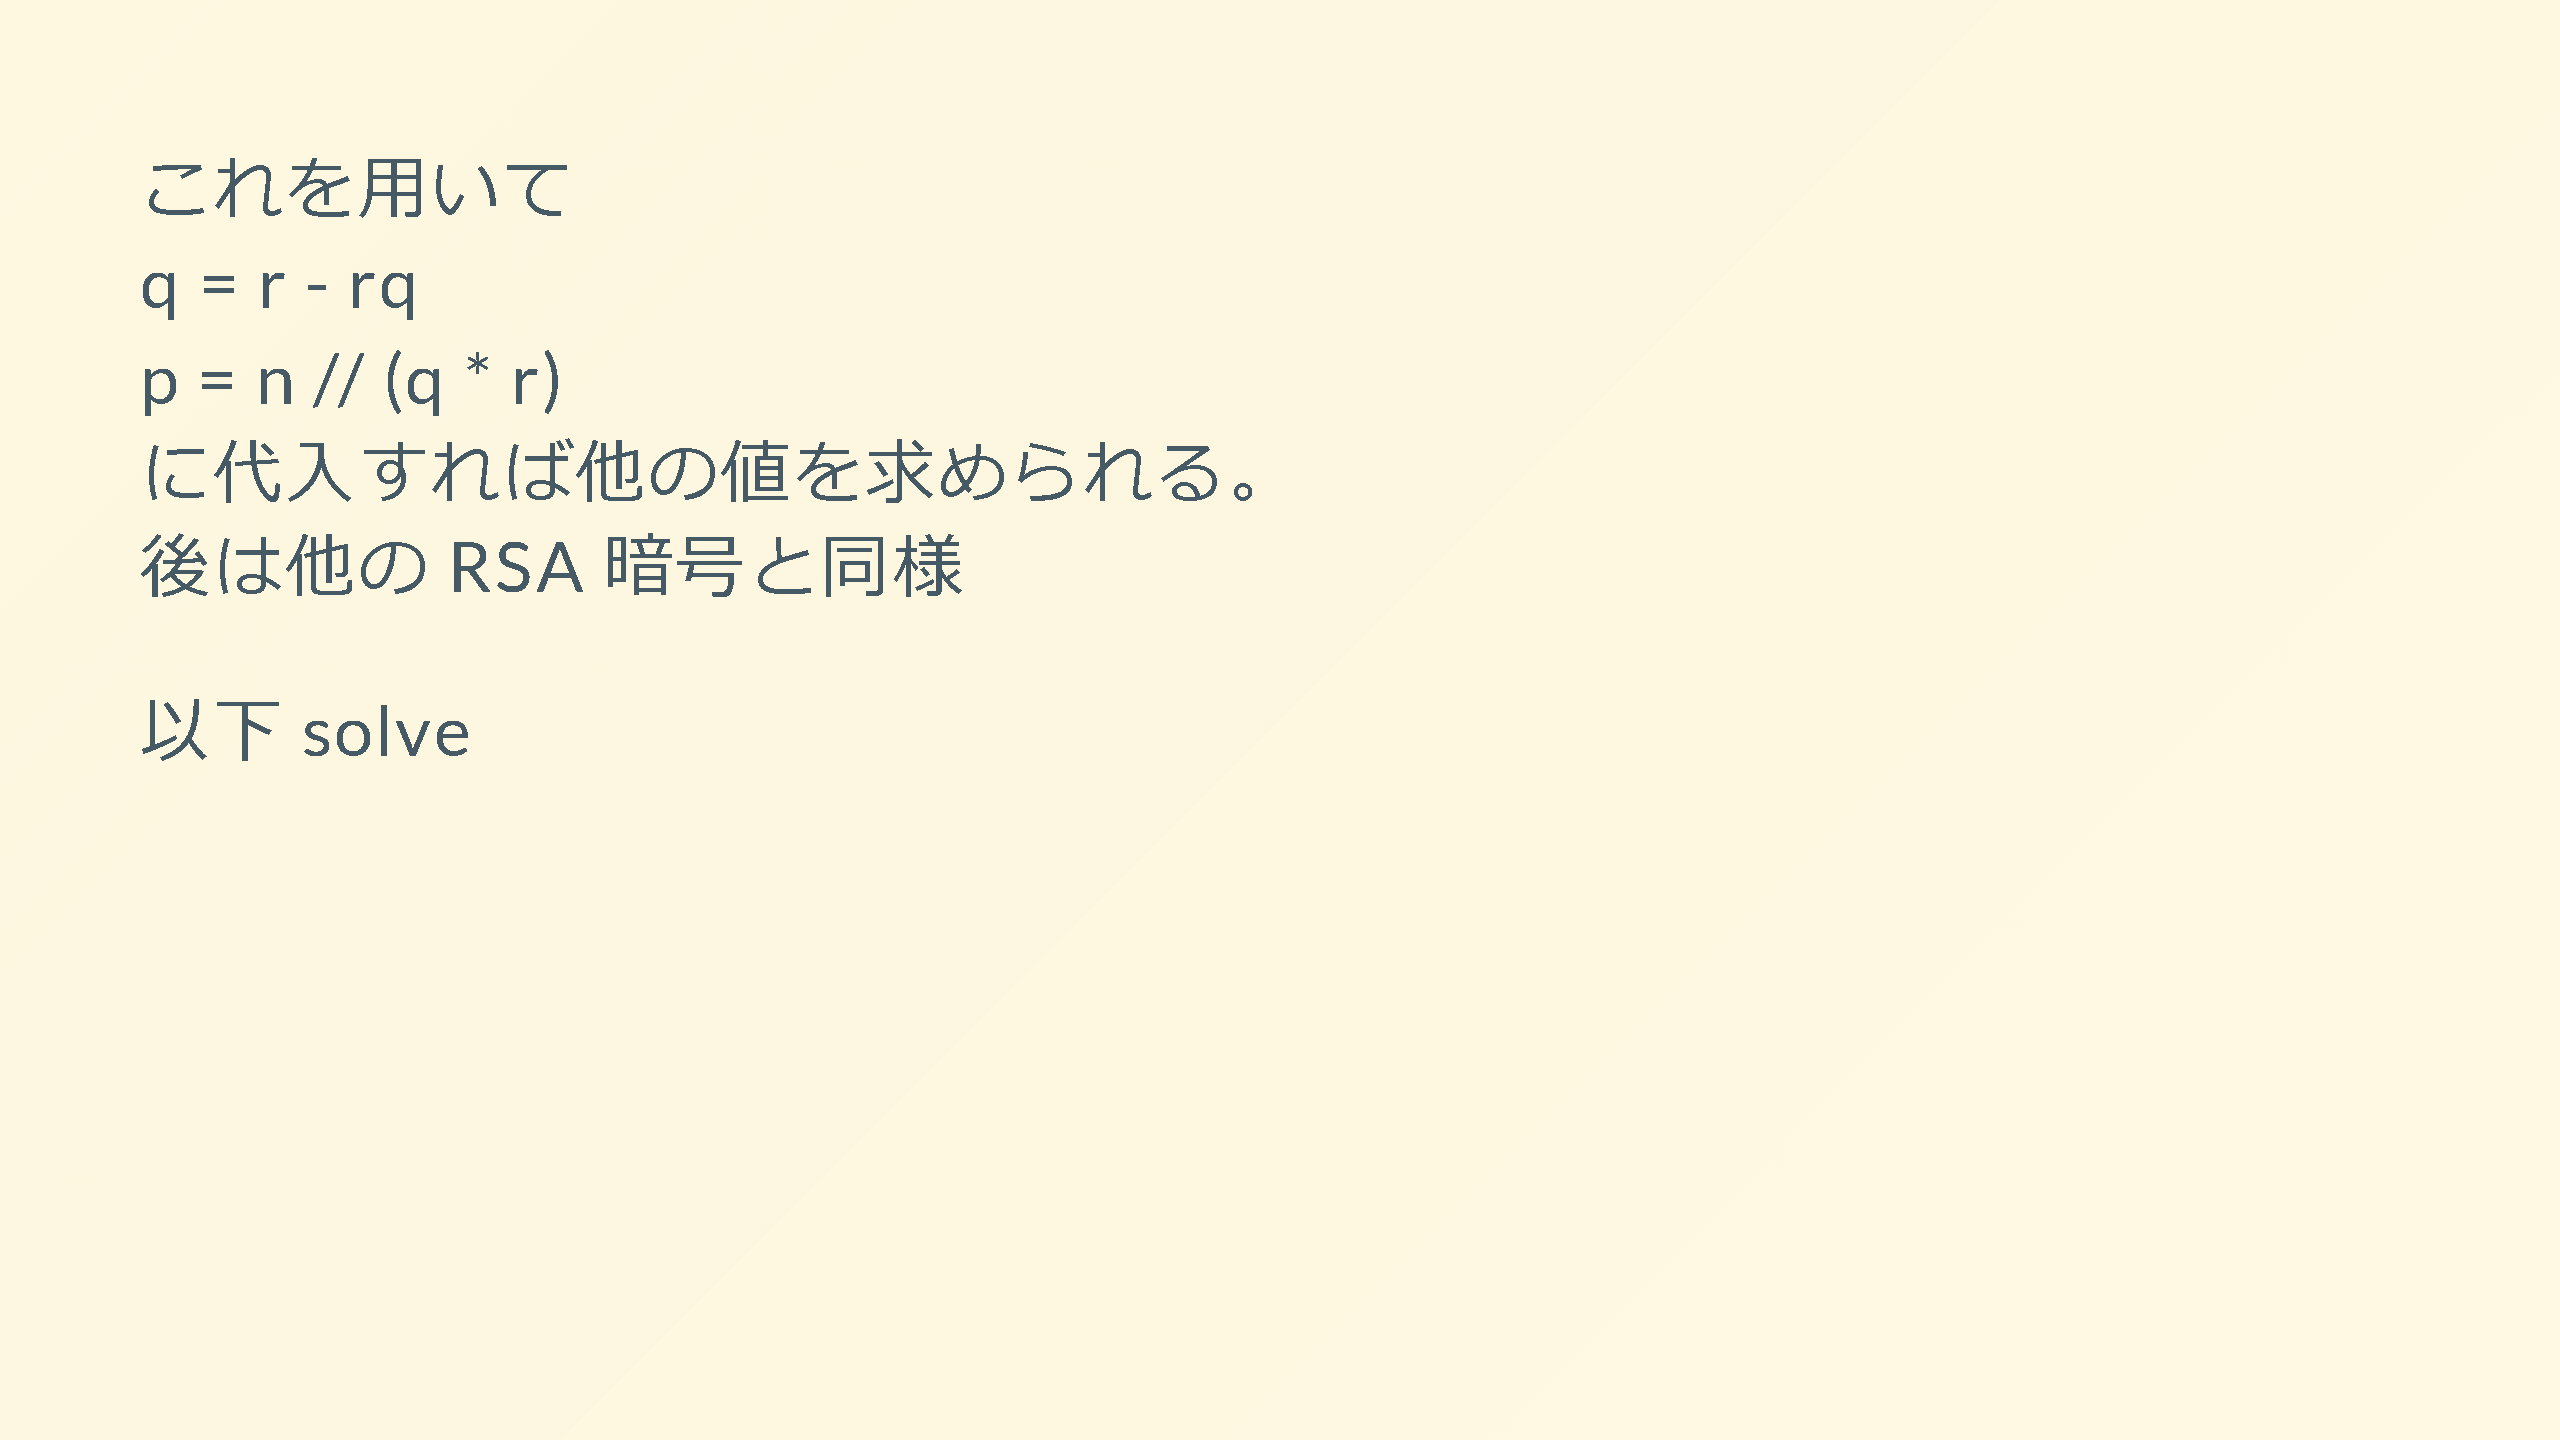 これを用いて
q = r - rq
p = n // (q * r)
に代入すれば他の値を求められる。
後は他の RSA 暗号と同様
以下 solve